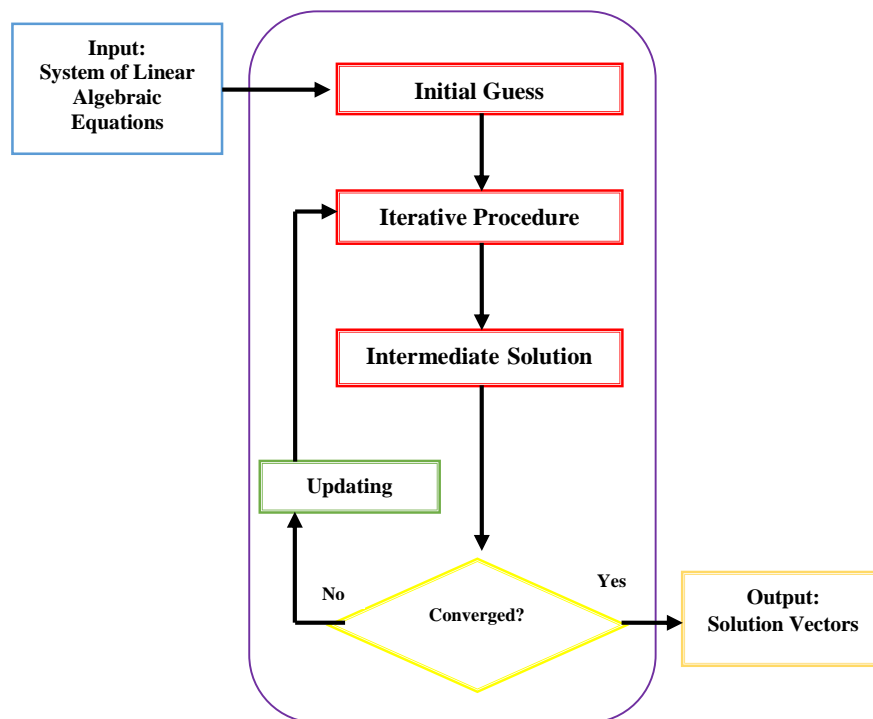 Input:
System of Linear
Algebraic
Equations
Initial Guess
Iterative Procedure
Intermediate Solution
Updating
No
Yes
Converged?
Output:
Solution Vectors